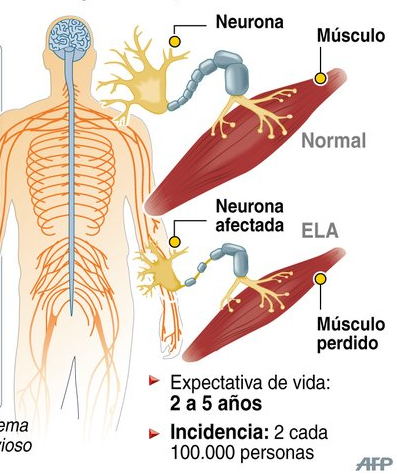 Neurona
Músculo
Normal
Neurona
afectada
ELA
Músculo
perdido
Expectativa de vida:
2 a 5 años
Incidencia: 2 cada
100.000 personas
AFP